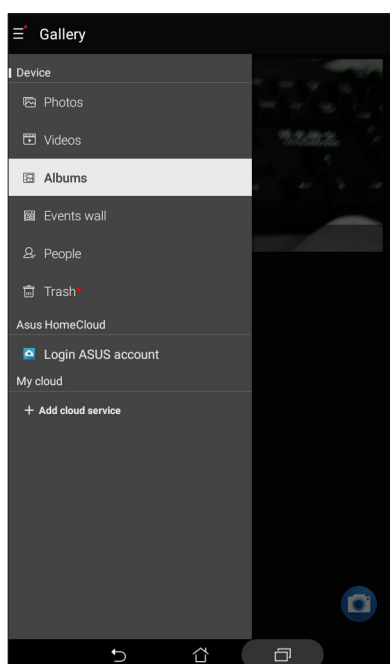 Gallery
Device
Photos
Videos
Albums
Events wall
People
Trash
Asus HomeCloud
Login ASUS account
My cloud
+ Add cloud service